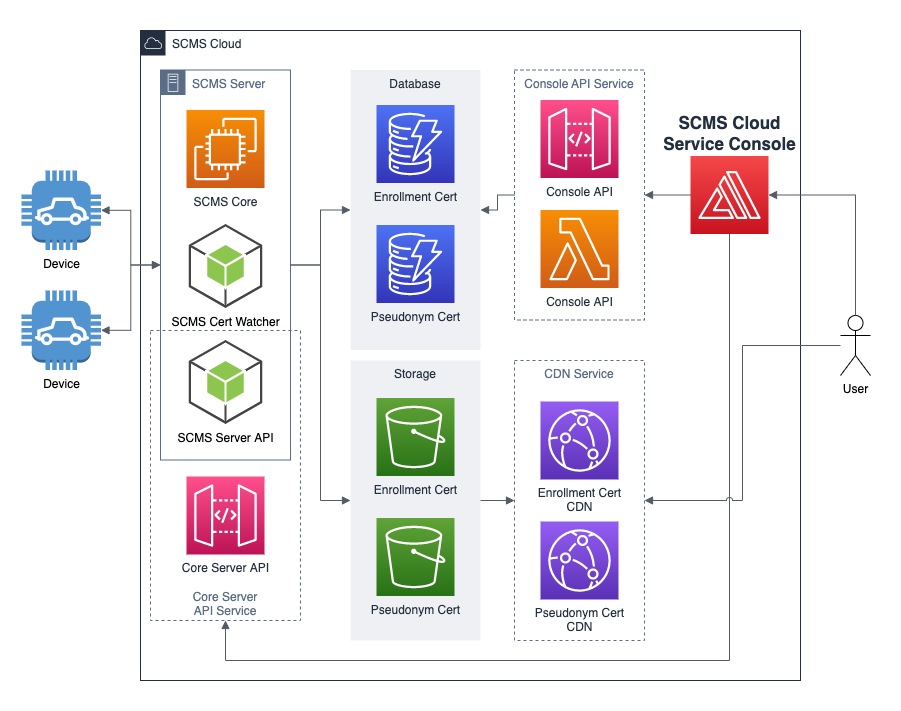 SCMS Cloud
SCMS Server
SCMS Core
SCMS Cert Watcher
SCMS Server API
Core Server API
Core Server
API Service
Device
Device
Database
Enrollment Cert
Pseudonym Cert
Storage
Enrollment Cert
Pseudonym Cert
Console API Service
Console API
Console API
CDN Service
Enrollment Cert
CDN
Pseudonym Cert
CDN
SCMS Cloud
Service Console
User